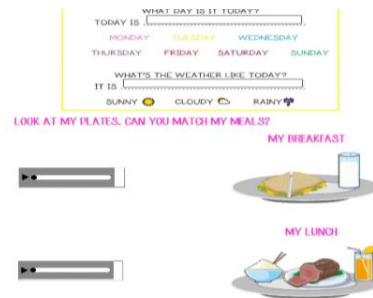 WHAT DAY IS IT TODAY?
TODAY IS
MONDAY TUESDAY WEDNESDAY
THURSDAY FRIDAY SATURDAY SUNDAY
WHAT'S THE WEATHER LIKE TODAY?
IT IS
SUNNY CLOUDY RAINY
LOOK AT MY PLATES. CAN YOU MATCH MY MEALS?
MY BREAKFAST
MY LUNCH